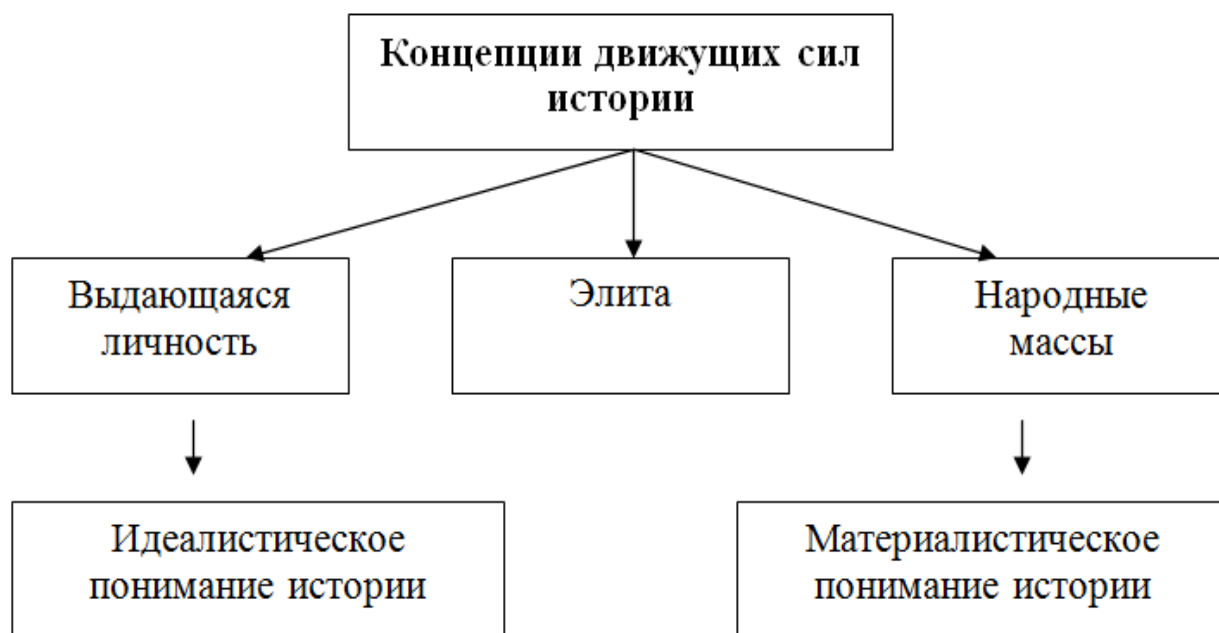 Концепции движущих сил
истории
Выдающаяся
личность
Элита
Народные
массы
Идеалистическое
понимание истории
Материалистическое
понимание истории